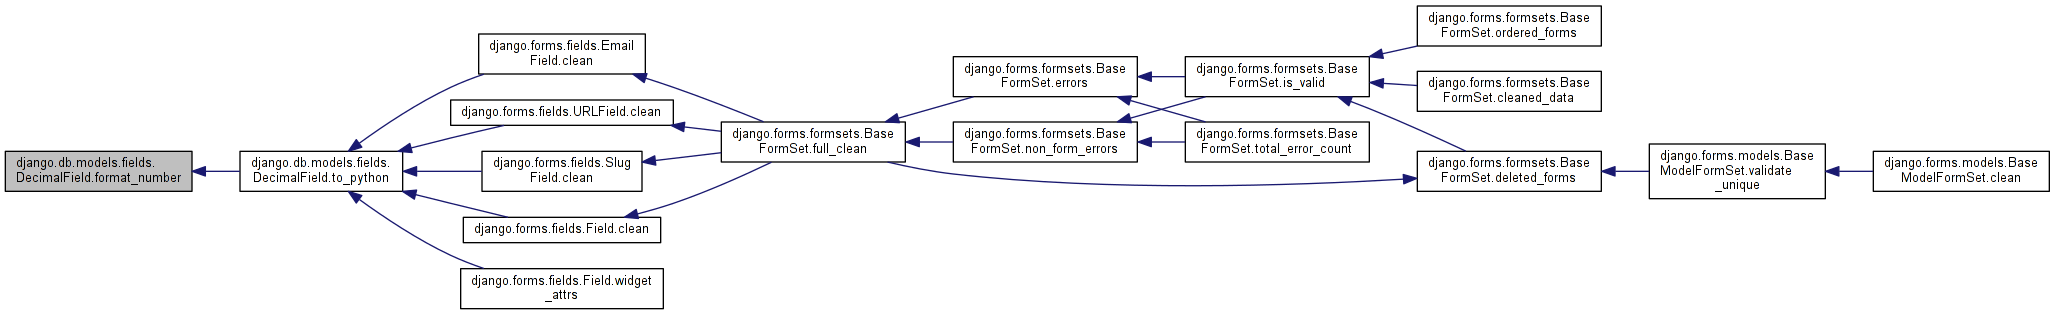 django.db.models.fields.
DecimalField.format_number
django.db.models.fields.
DecimalField.to_python
django.forms.fields.Email
Field.clean
django.forms.fields.URLField.clean
django.forms.fields.Slug
Field.clean
django.forms.fields.Field.clean
django.forms.fields.Field.widget
_attrs
django.forms.formsets.Base
FormSet.full_clean
django.forms.formsets.Base
FormSet.errors
django.forms.formsets.Base
FormSet.non_form_errors
django.forms.formsets.Base
FormSet.is_valid
django.forms.formsets.Base
FormSet.total_error_count
django.forms.formsets.Base
FormSet.ordered_forms
django.forms.formsets.Base
FormSet.cleaned_data
django.forms.formsets.Base
FormSet.deleted_forms
django.forms.models.Base
ModelFormSet.validate
_unique
django.forms.models.Base
ModelFormSet.clean